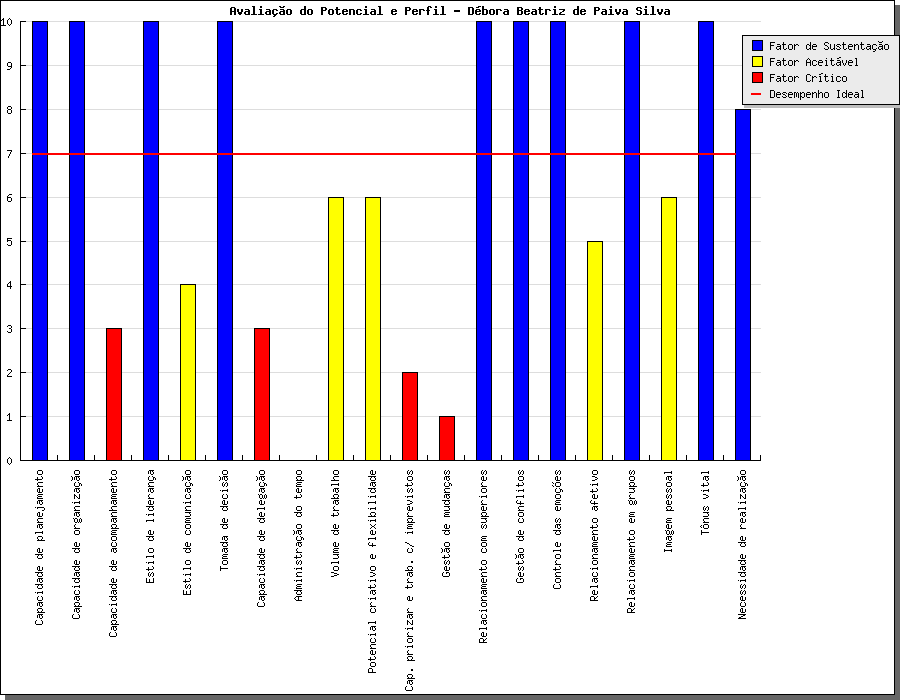 Avaliação do Potencial e Perfil - Débora Beatriz de Paiva Silva
Fator de Sustentação
Fator Aceitável
Fator Crítico
Desempenho Ideal
10
9
8
7
6
5
4
3
2
1
0
Capacidade de planejamento
Capacidade de organização
Capacidade de acompanhamento
Estilo de liderança
Estilo de comunicação
Tomada de decisão
Capacidade de delegação
Administração do tempo
Volume de trabalho
Potencial criativo e flexibilidade
Cap. priorizar e trab. c/ imprevistos
Gestão de mudanças
Relacionamento com superiores
Gestão de conflitos
Controle das emoções
Relacionamento afetivo
Relacionamento em grupos
Imagem pessoal
Tônus vital
Necessidade de realização